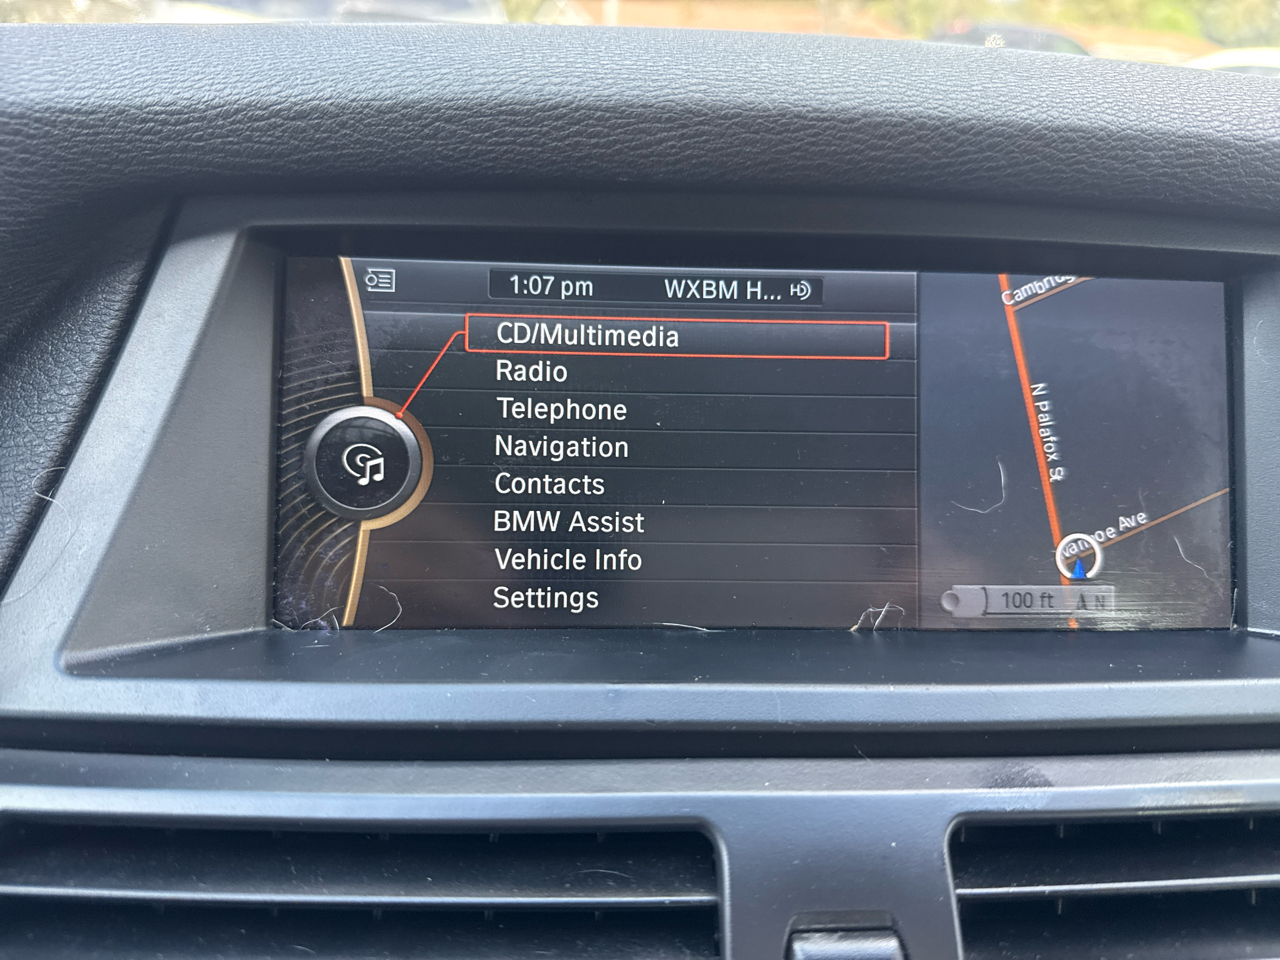 1:07 pm WXBM H... HD
CD/Multimedia
Radio
Telephone
Navigation
Contacts
BMW Assist
Vehicle Info
Settings
N Palafox St
100 ft N